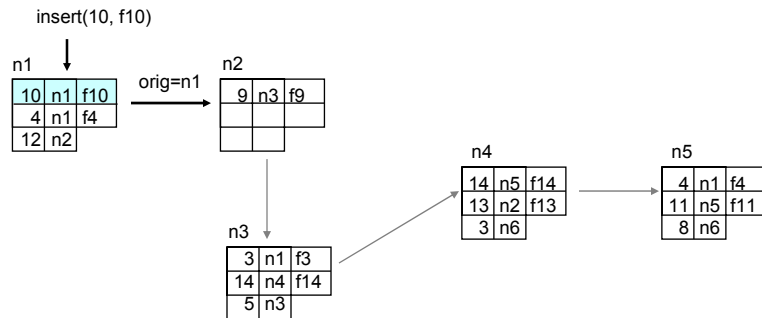 insert(10, f10)
n1
orig=n1
n2
10 n1 f10
4 n1 f4
12 n2
9 n3 f9
n4
n5
14 n5 f14
13 n2 f13
3 n6
4 n1 f4
11 n5 f11
8 n6
n3
3 n1 f3
14 n4 f14
5 n3